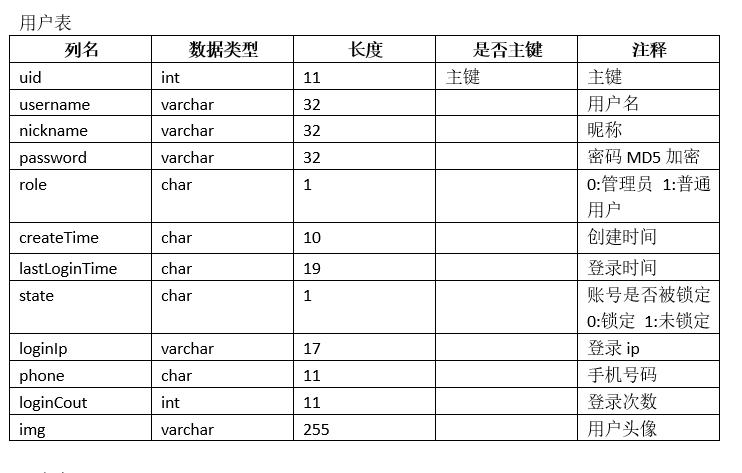 用户表
列名 数据类型 长度 是否主键 注释
uid int 11 主键 主键
username varchar 32 用户名
nickname varchar 32 昵称
password varchar 32 密码 MD5 加密
role char 1 0:管理员 1:普通
用户
createTime char 10 创建时间
lastLoginTime char 19 登录时间
state char 1 账号是否被锁定
0:锁定 1:未锁定
loginIp varchar 17 登录 ip
phone char 11 手机号码
loginCout int 11 登录次数
img varchar 255 用户头像